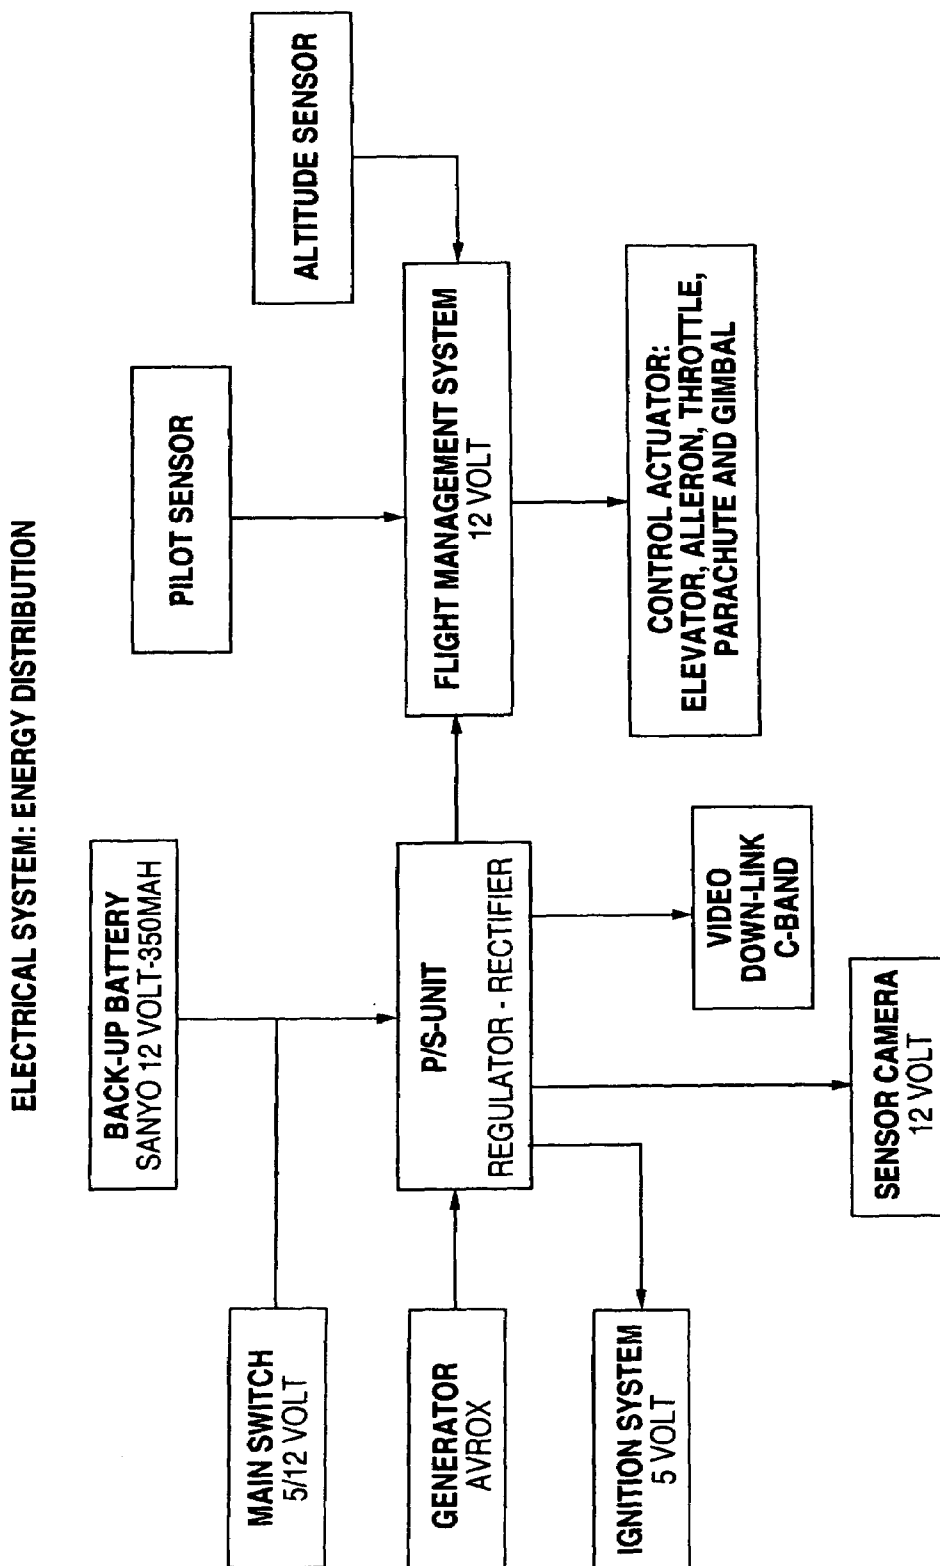 ELECTRICAL SYSTEM: ENERGY DISTRIBUTION
BACK-UP BATTERY
SANYO 12 VOLT-350MAH
PILOT SENSOR
ALTITUDE SENSOR
MAIN SWITCH
5/12 VOLT
GENERATOR
AVROX
P/S-UNIT
REGULATOR - RECTIFIER
FLIGHT MANAGEMENT SYSTEM
12 VOLT
IGNITION SYSTEM
5 VOLT
VIDEO
DOWN-LINK
C-BAND
CONTROL ACTUATOR:
ELEVATOR, ALLERON, THROTTLE,
PARACHUTE AND GIMBAL
SENSOR CAMERA
12 VOLT